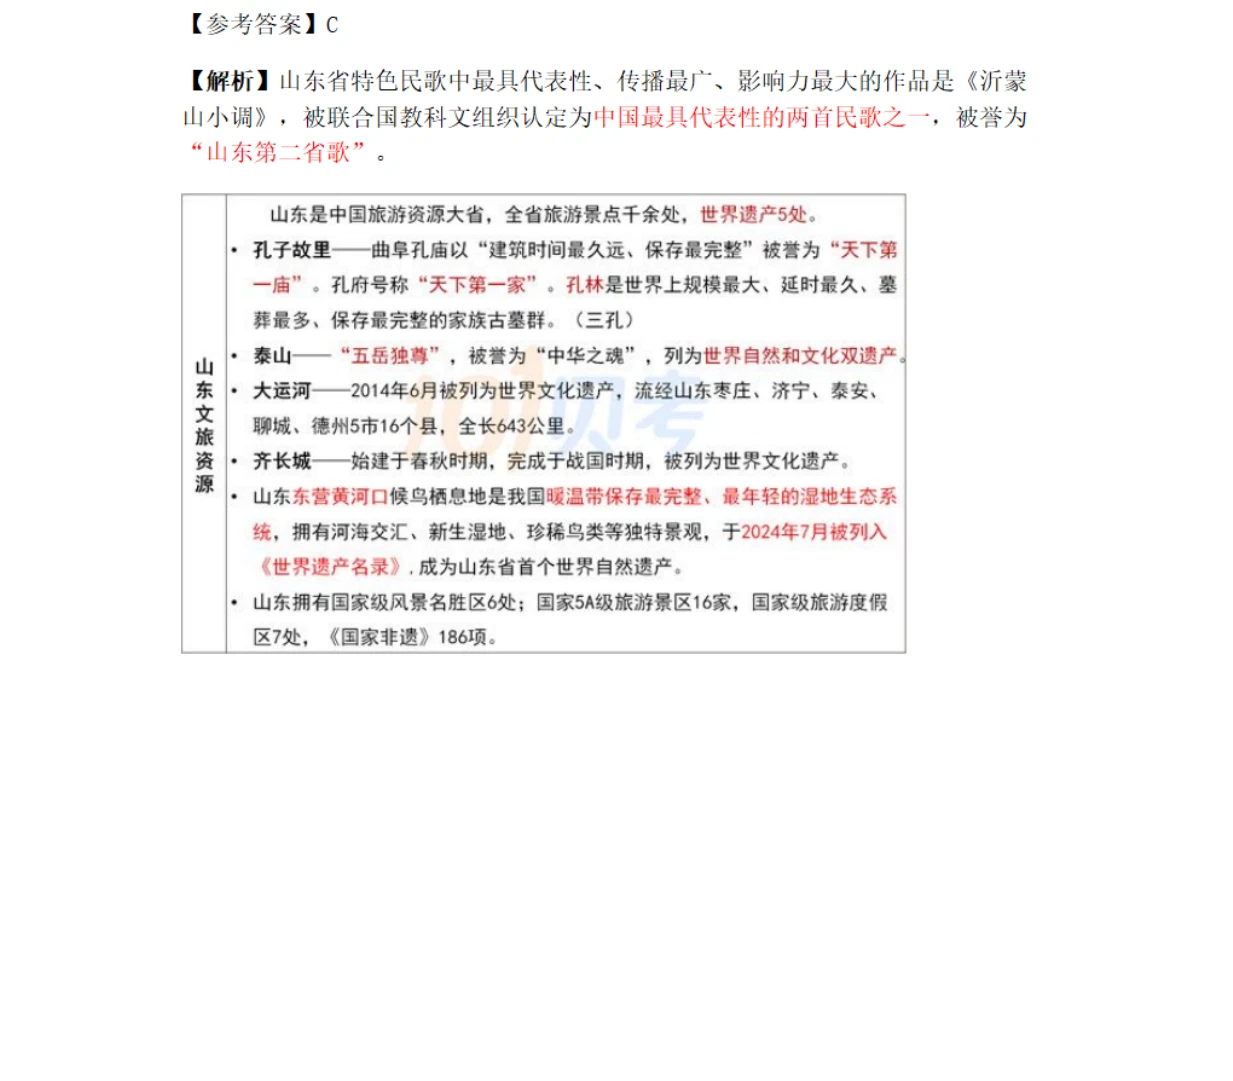 【参考答案】C
【解析】山东省特色民歌中最具代表性、传播最广、影响力最大的作品是《沂蒙
山小调》，被联合国教科文组织认定为中国最具代表性的两首民歌之一，被誉为
“山东第二省歌”。
山东文旅资源
山东是中国旅游资源大省，全省旅游景点千余处，世界遗产5处。
• 孔子故里——曲阜孔庙以“建筑时间最久远、保存最完整”被誉为“天下第
一庙”。孔府号称“天下第一家”。孔林是世界上规模最大、延时最久、墓
葬最多、保存最完整的家族古墓群。（三孔）
• 泰山——“五岳独尊”，被誉为“中华之魂”，列为世界自然和文化双遗产。
• 大运河——2014年6月被列为世界文化遗产，流经山东枣庄、济宁、泰安、
聊城、德州5市16个县，全长643公里。
• 齐长城——始建于春秋时期，完成于战国时期，被列为世界文化遗产。
• 山东东营黄河口候鸟栖息地是我国暖温带保存最完整、最年轻的湿地生态系
统，拥有河海交汇、新生湿地、珍稀鸟类等独特景观，于2024年7月被列入
《世界遗产名录》.成为山东省首个世界自然遗产。
• 山东拥有国家级风景名胜区6处；国家5A级旅游景区16家，国家级旅游度假
区7处，《国家非遗》186项。
101贝考